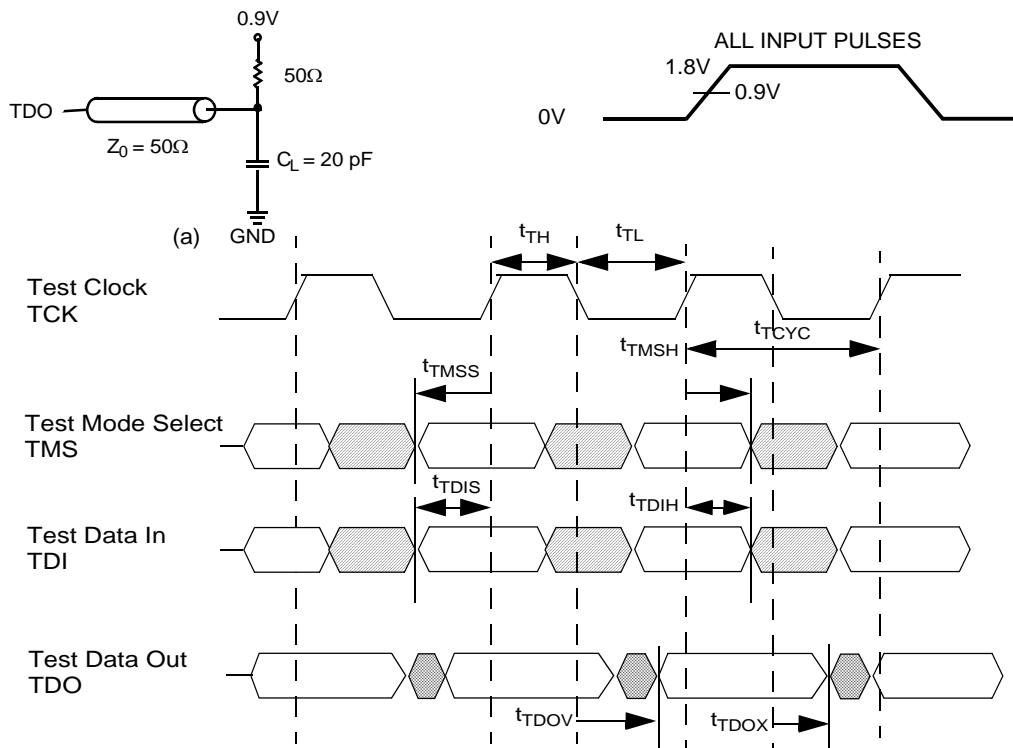 0.9V
ALL INPUT PULSES
50Ω
1.8V
0.9V
TDO
0V
Z0 = 50Ω
CL = 20 pF
(a)
GND
tTH
tTL
Test Clock
TCK
tTMSH
tTCYC
tTMSS
Test Mode Select
TMS
tTDIS
tTDIH
Test Data In
TDI
Test Data Out
TDO
tTDOV
tTDOX